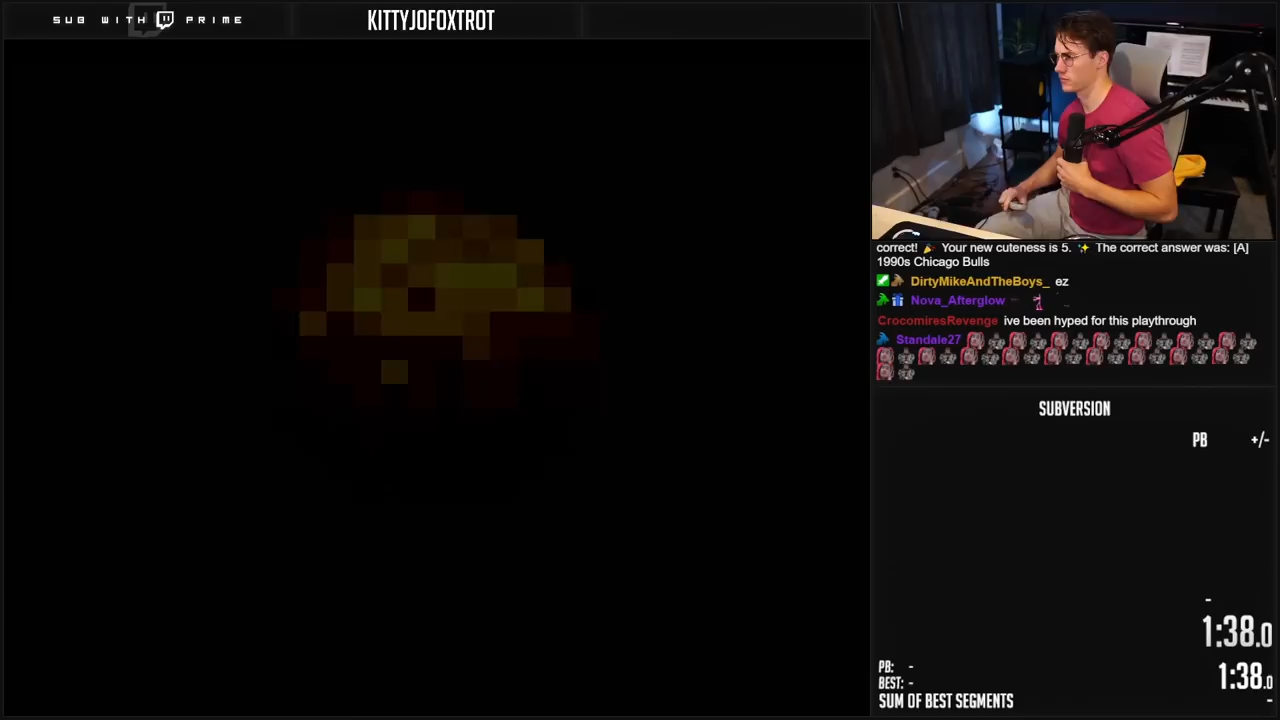 SUB WITH PRIME
KITTYJOFOXTROT
correct! 🎉 Your new cuteness is 5. ✨ The correct answer was: [A]
1990s Chicago Bulls
DirtyMikeAndTheBoys_ ez
Nova_Afterglow
CrocomiresRevenge ive been hyped for this playthrough
Standale27
SUBVERSION
PB +/-
-
1:38.0
PB: -
BEST: -
1:38.0
SUM OF BEST SEGMENTS -